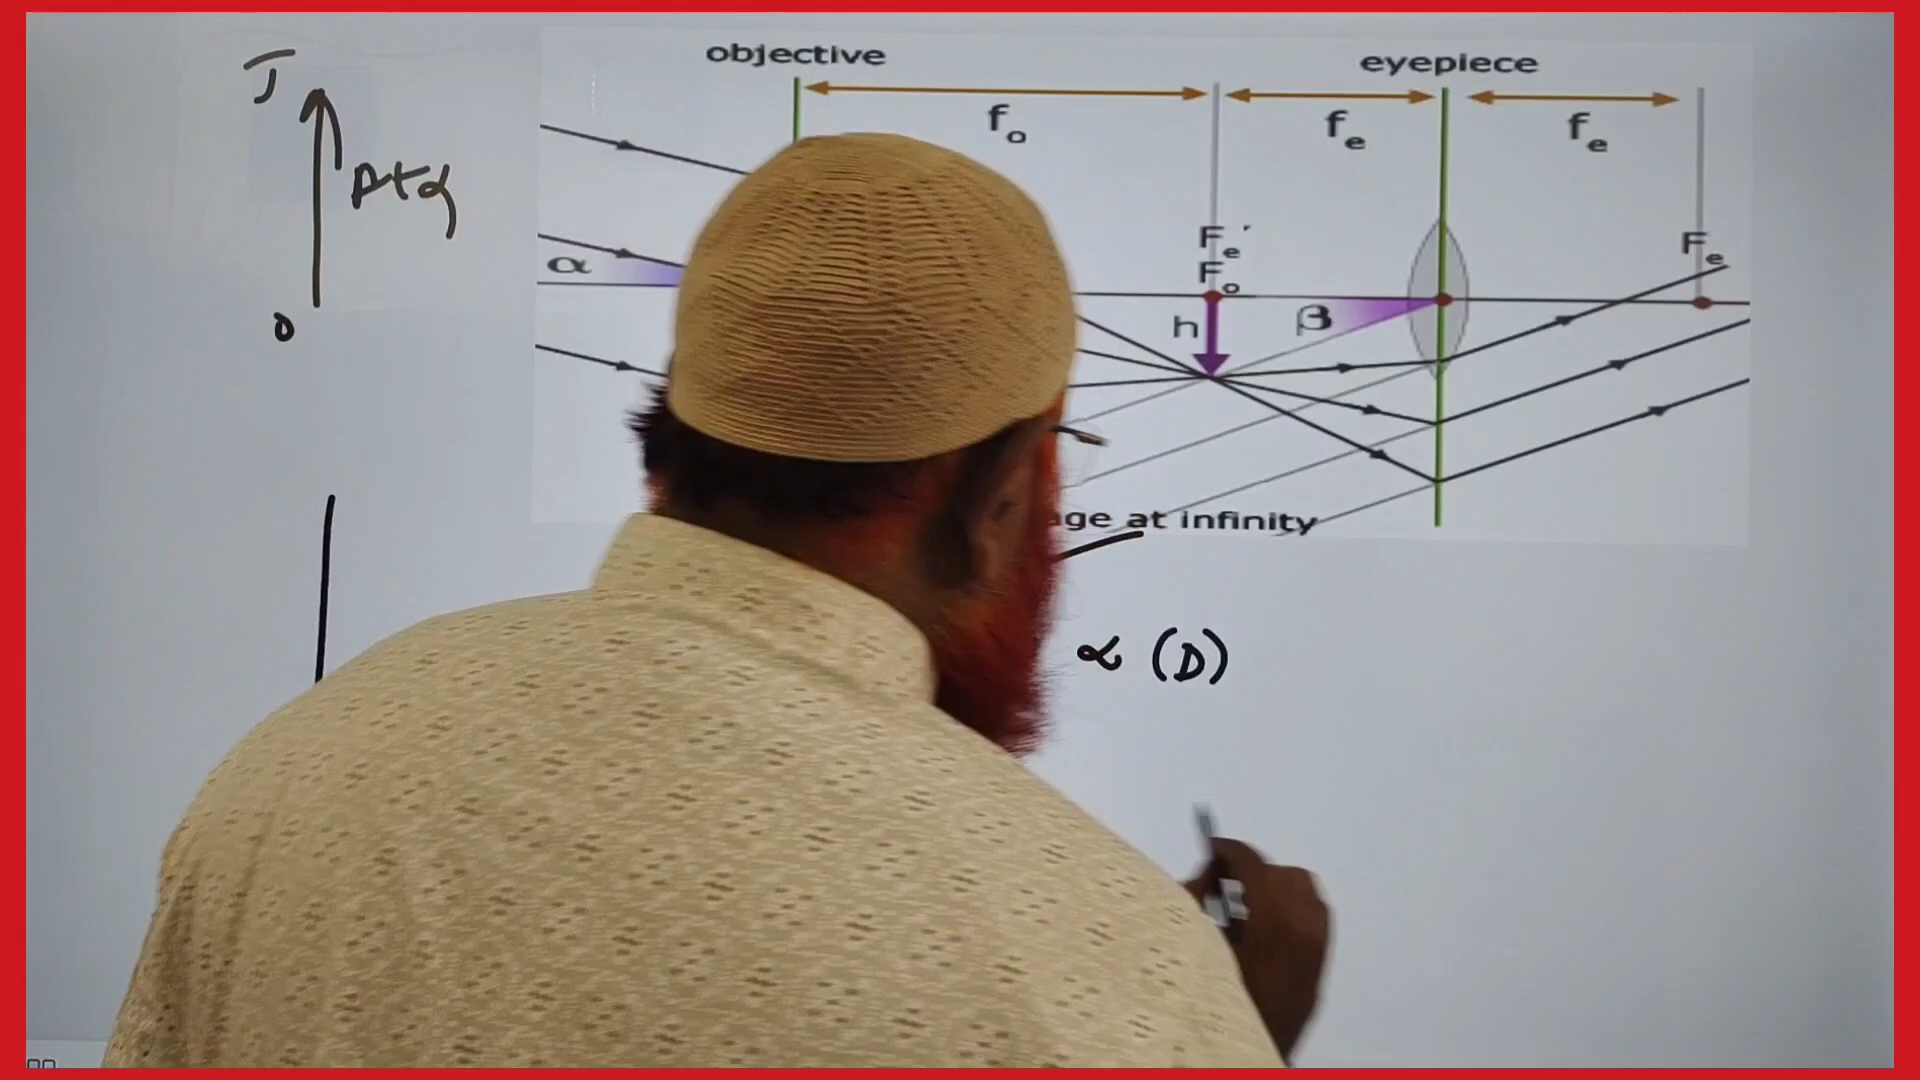 objective
eyepiece
f_o
f_e
f_e
α
F_e'
F_o
F_e
h
β
age at infinity
α (D)